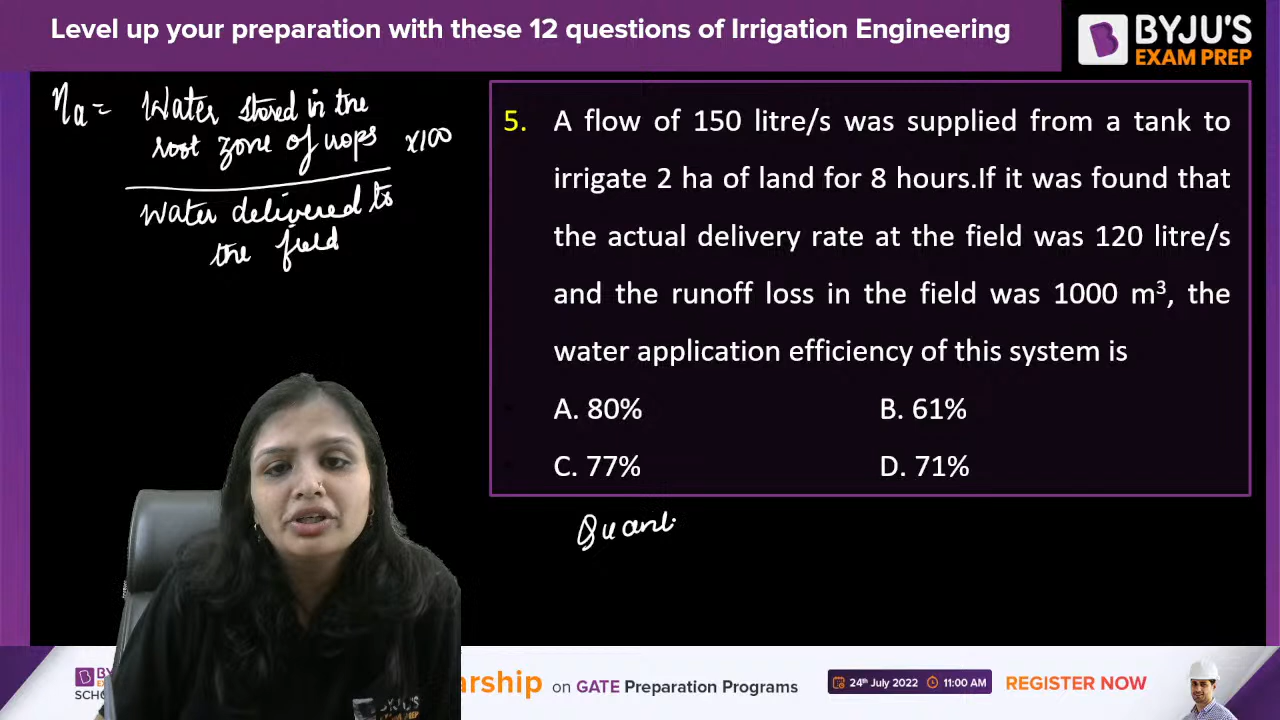 Level up your preparation with these 12 questions of Irrigation Engineering
BYJU'S
EXAM PREP
ηa = Water stored in the
root zone of crops ×100
Water delivered to
the field
5. A flow of 150 litre/s was supplied from a tank to
irrigate 2 ha of land for 8 hours.If it was found that
the actual delivery rate at the field was 120 litre/s
and the runoff loss in the field was 1000 m³, the
water application efficiency of this system is
A. 80% B. 61%
C. 77% D. 71%
Quanti
on GATE Preparation Programs
24th July 2022 11:00 AM
REGISTER NOW